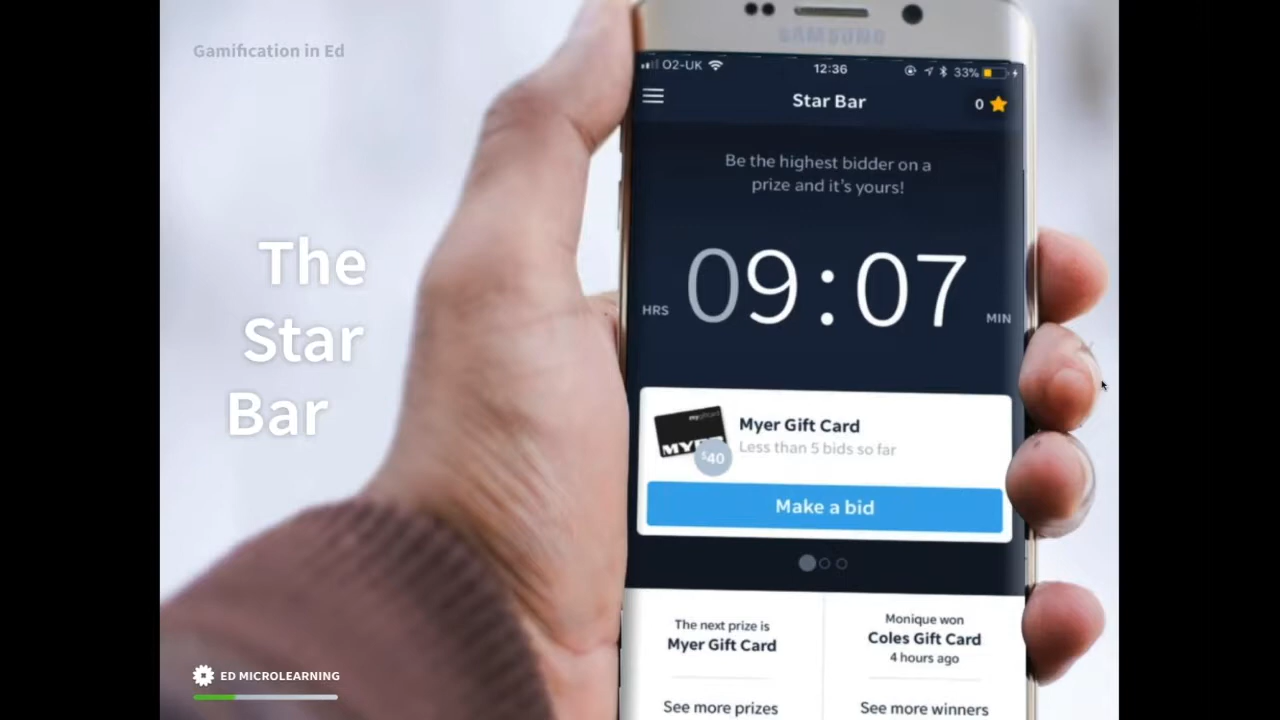 Gamification in Ed
The
Star
Bar
ED MICROLEARNING
SAMSUNG
O2-UK 12:36 33%
Star Bar 0
Be the highest bidder on a
prize and it's yours!
HRS 09:07 MIN
MYER
$40
Myer Gift Card
Less than 5 bids so far
Make a bid
The next prize is
Myer Gift Card
See more prizes
Monique won
Coles Gift Card
4 hours ago
See more winners